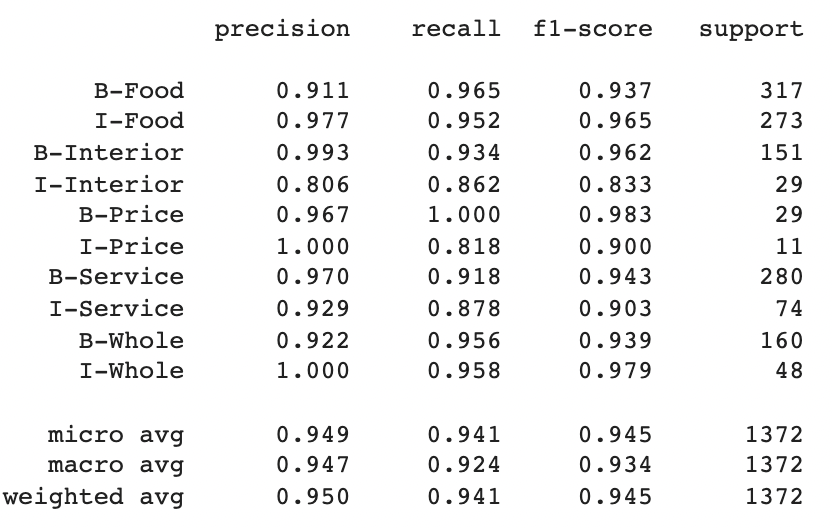 precision recall f1-score support
B-Food 0.911 0.965 0.937 317
I-Food 0.977 0.952 0.965 273
B-Interior 0.993 0.934 0.962 151
I-Interior 0.806 0.862 0.833 29
B-Price 0.967 1.000 0.983 29
I-Price 1.000 0.818 0.900 11
B-Service 0.970 0.918 0.943 280
I-Service 0.929 0.878 0.903 74
B-Whole 0.922 0.956 0.939 160
I-Whole 1.000 0.958 0.979 48
micro avg 0.949 0.941 0.945 1372
macro avg 0.947 0.924 0.934 1372
weighted avg 0.950 0.941 0.945 1372